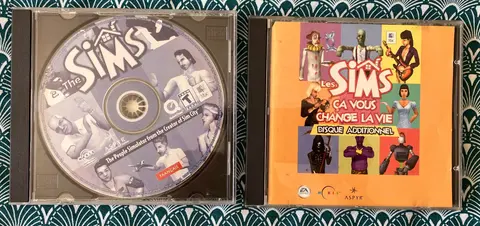 The
SIMS
The People Simulator from the Creator of Sim City
FRANÇAIS
Les
SIMS
ÇA VOUS
CHANGE LA VIE
DISQUE ADDITIONNEL
EA
ASPYR